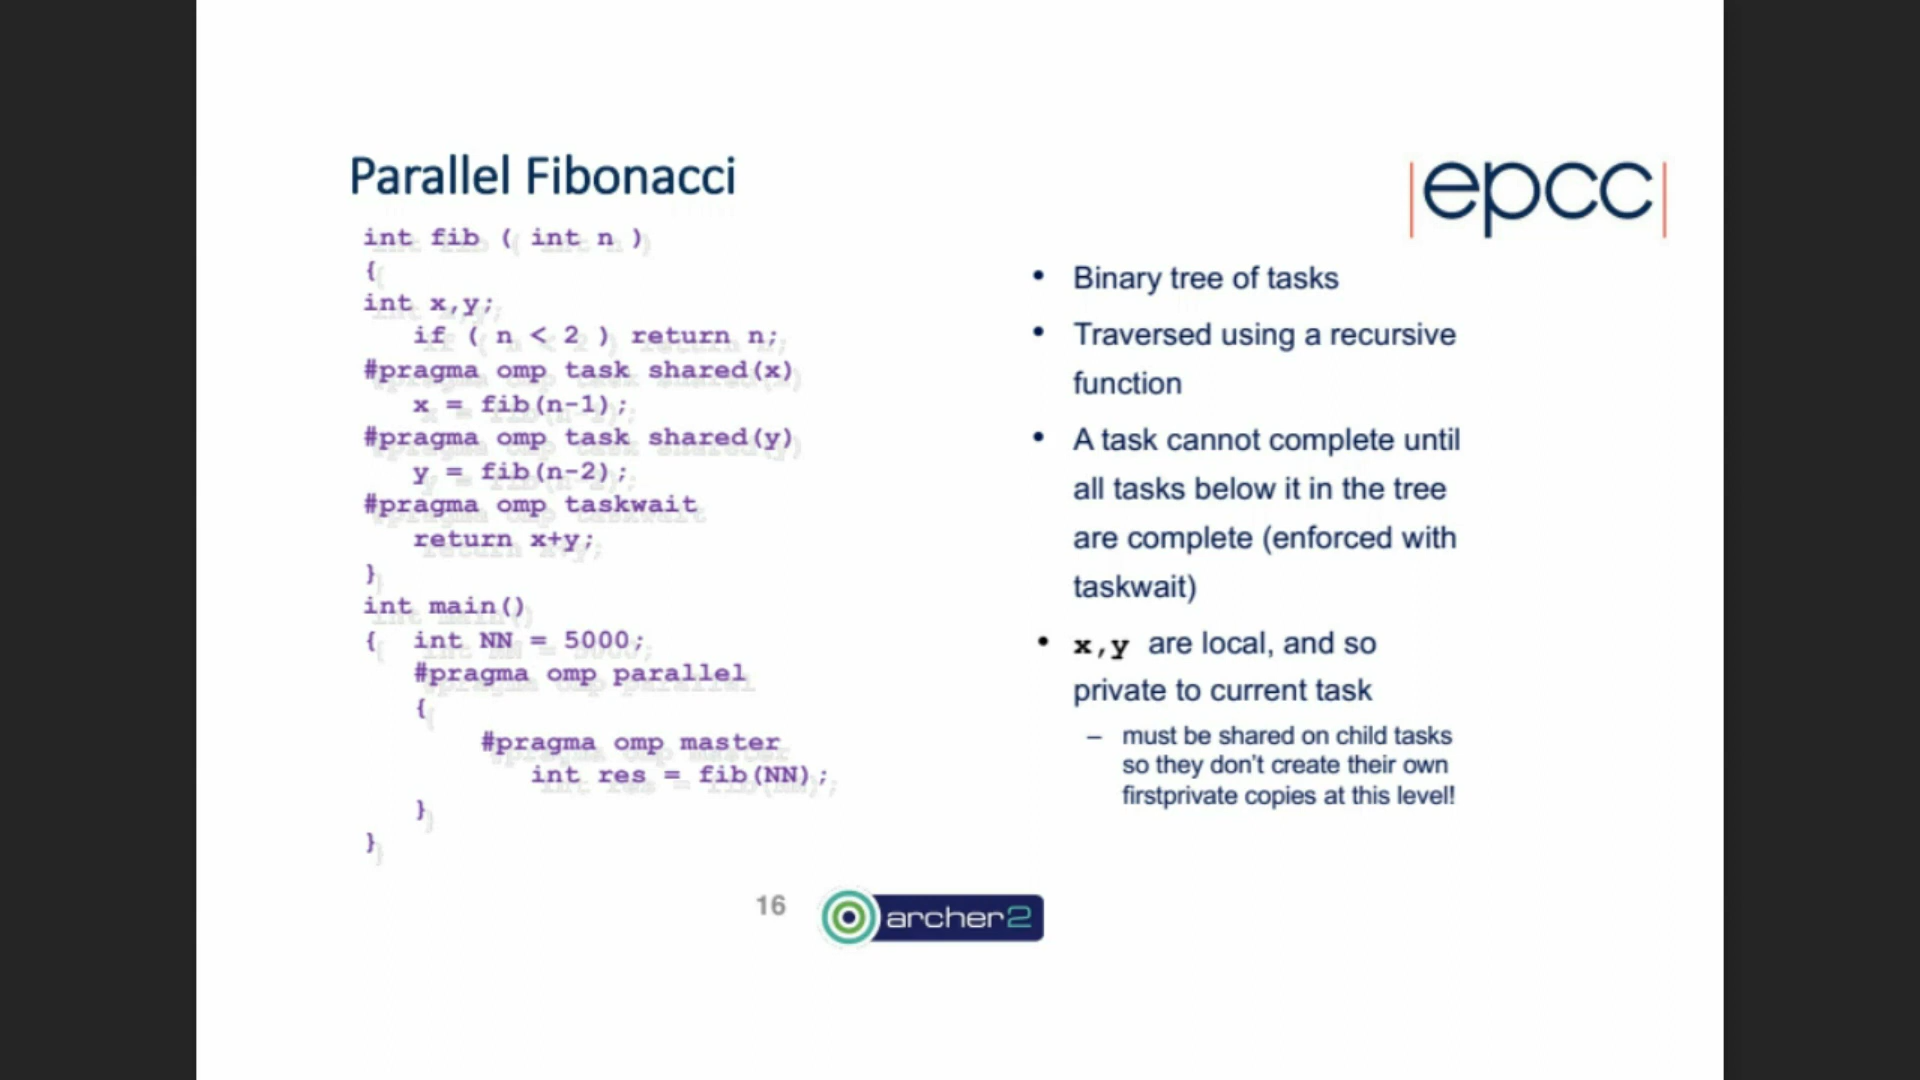 Parallel Fibonacci
|epcc|
int fib ( int n )
{
int x,y;
if ( n < 2 ) return n;
#pragma omp task shared(x)
x = fib(n-1);
#pragma omp task shared(y)
y = fib(n-2);
#pragma omp taskwait
return x+y;
}
int main()
{ int NN = 5000;
#pragma omp parallel
{
#pragma omp master
int res = fib(NN);
}
}
• Binary tree of tasks
• Traversed using a recursive
function
• A task cannot complete until
all tasks below it in the tree
are complete (enforced with
taskwait)
• x,y are local, and so
private to current task
– must be shared on child tasks
so they don't create their own
firstprivate copies at this level!
16
archer2